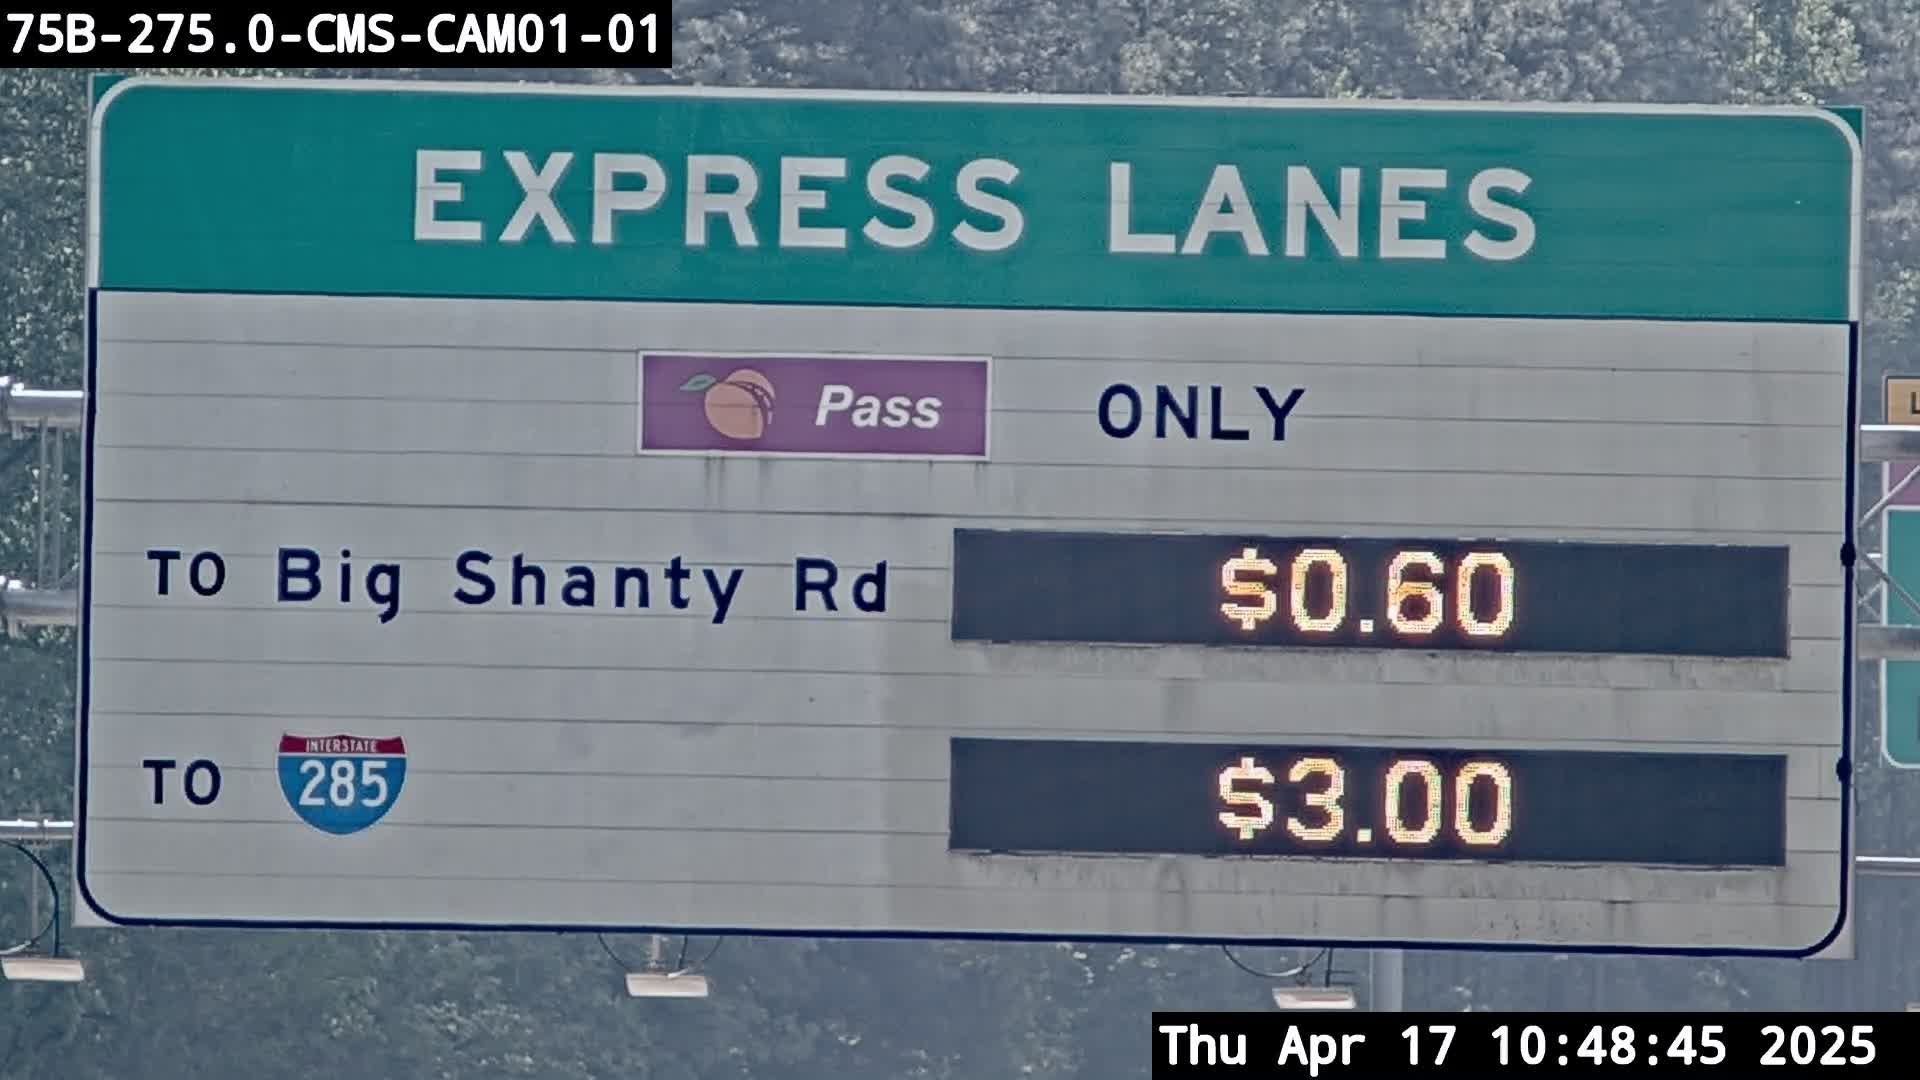 75B-275.0-CMS-CAM01-01
EXPRESS LANES
Pass ONLY
TO Big Shanty Rd $0.60
TO INTERSTATE 285 $3.00
Thu Apr 17 10:48:45 2025